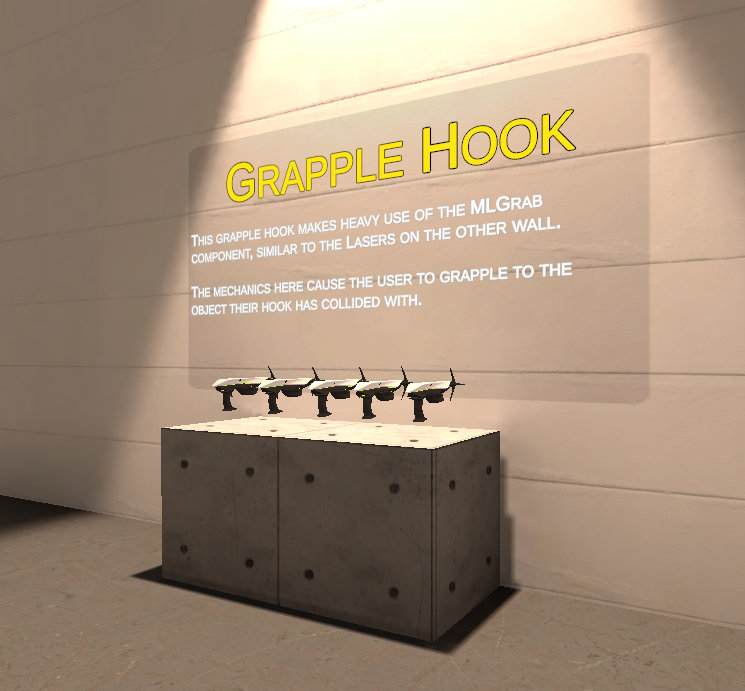 Grapple Hook
This grapple hook makes heavy use of the MLGrab
component, similar to the Lasers on the other wall.
The mechanics here cause the user to grapple to the
object their hook has collided with.